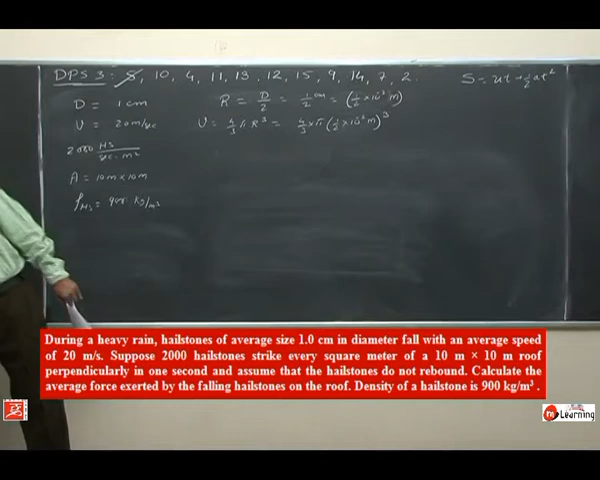 DPS 3 : 5, 10, 4, 11, 13, 12, 15, 9, 14, 7, 2.
S = ut + 1/2 at²
D = 1 cm
R = D/2 = 1/2 cm = (1/2 × 10⁻² m)
V = 20 m/sec
V = 4/3 π R³ = 4/3 × π (1/2 × 10⁻² m)³
2000 HS / sec. m²
A = 10m × 10m
ρHS = 900 kg/m³
During a heavy rain, hailstones of average size 1.0 cm in diameter fall with an average speed
of 20 m/s. Suppose 2000 hailstones strike every square meter of a 10 m × 10 m roof
perpendicularly in one second and assume that the hailstones do not rebound. Calculate the
average force exerted by the falling hailstones on the roof. Density of a hailstone is 900 kg/m³ .
m Learning